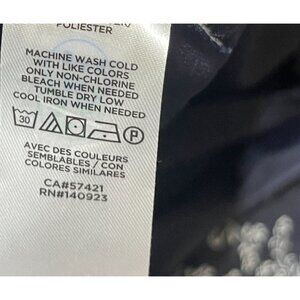 POLIESTER
MACHINE WASH COLD
WITH LIKE COLORS
ONLY NON-CHLORINE
BLEACH WHEN NEEDED
TUMBLE DRY LOW
COOL IRON WHEN NEEDED
30 P
AVEC DES COULEURS
SEMBLABLES / CON
COLORES SIMILARES
CA#57421
RN#140923